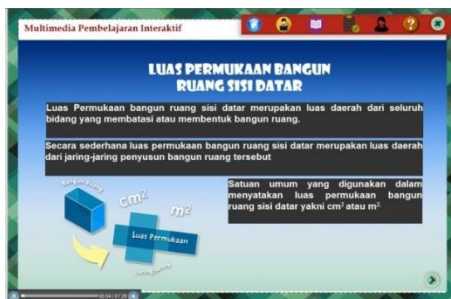 Multimedia Pembelajaran Interaktif
LUAS PERMUKAAN BANGUN
RUANG SISI DATAR
Luas Permukaan bangun ruang sisi datar merupakan luas daerah dari seluruh
bidang yang membatasi atau membentuk bangun ruang.
Secara sederhana luas permukaan bangun ruang sisi datar merupakan luas daerah
dari jaring-jaring penyusun bangun ruang tersebut
Satuan umum yang digunakan dalam
menyatakan luas permukaan bangun
ruang sisi datar yakni cm² atau m².
Bangun Ruang
cm²
m²
Luas Permukaan